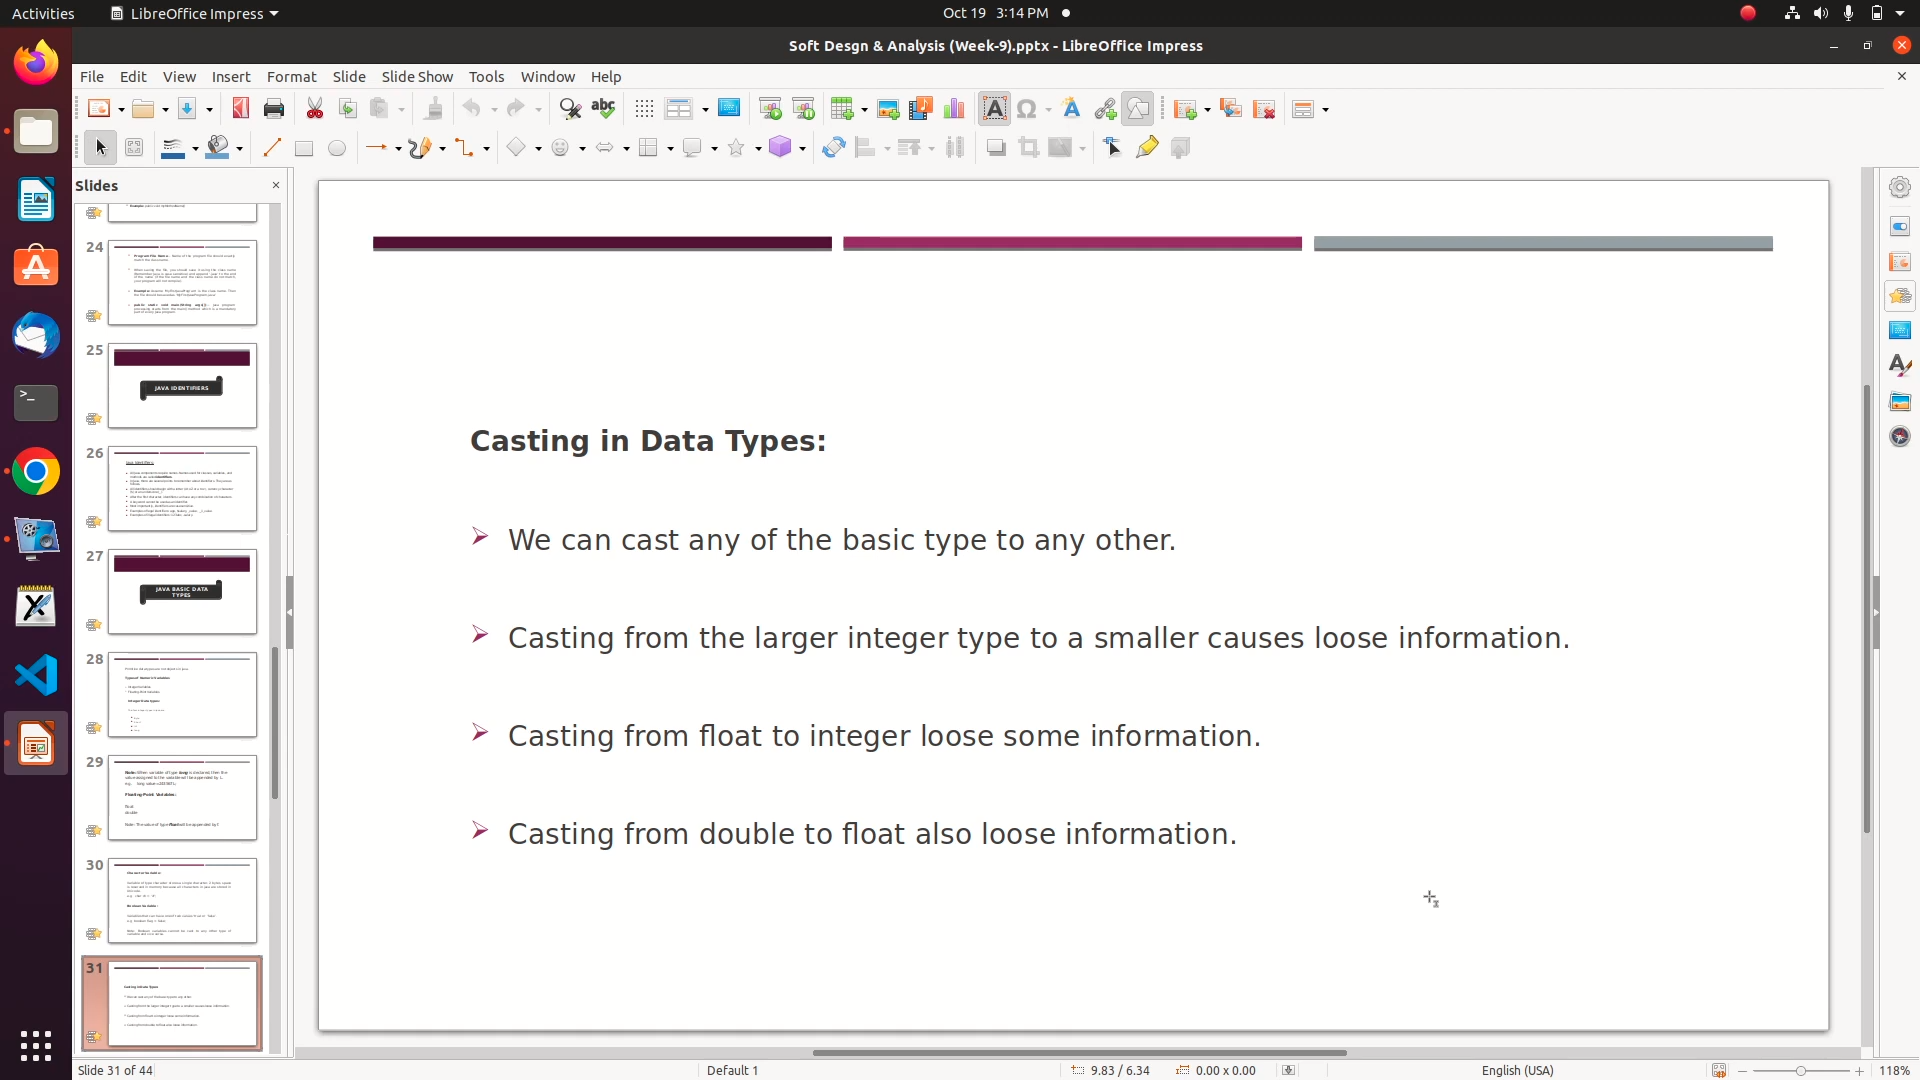 Activities LibreOffice Impress Oct 19 3:14 PM
Soft Desgn & Analysis (Week-9).pptx - LibreOffice Impress
File Edit View Insert Format Slide Slide Show Tools Window Help
Slides
24
25
JAVA IDENTIFIERS
26
27
JAVA BASIC DATA
TYPES
28
29
Floating Point Variables:
30
31
Casting in Data Types:
We can cast any of the basic type to any other.
Casting from the larger integer type to a smaller causes loose information.
Casting from float to integer loose some information.
Casting from double to float also loose information.
Slide 31 of 44 Default 1 9.83 / 6.34 0.00 x 0.00 English (USA) 118%